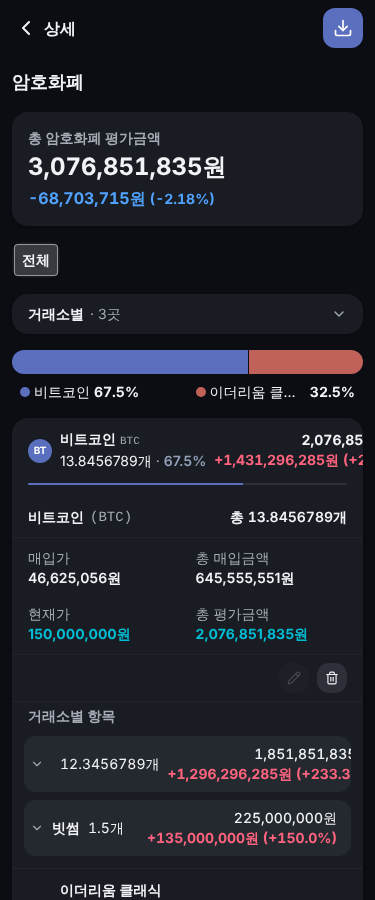 상세
암호화폐
총 암호화폐 평가금액
3,076,851,835원
-68,703,715원 (-2.18%)
전체
거래소별 · 3곳
비트코인 67.5% 이더리움 클... 32.5%
BT 비트코인 BTC 2,076,85
13.8456789개 · 67.5% +1,431,296,285원 (+2
비트코인 (BTC) 총 13.8456789개
매입가 총 매입금액
46,625,056원 645,555,551원
현재가 총 평가금액
150,000,000원 2,076,851,835원
거래소별 항목
12.3456789개 1,851,851,835
+1,296,296,285원 (+233.3
빗썸 1.5개 225,000,000원
+135,000,000원 (+150.0%)
이더리움 클래식